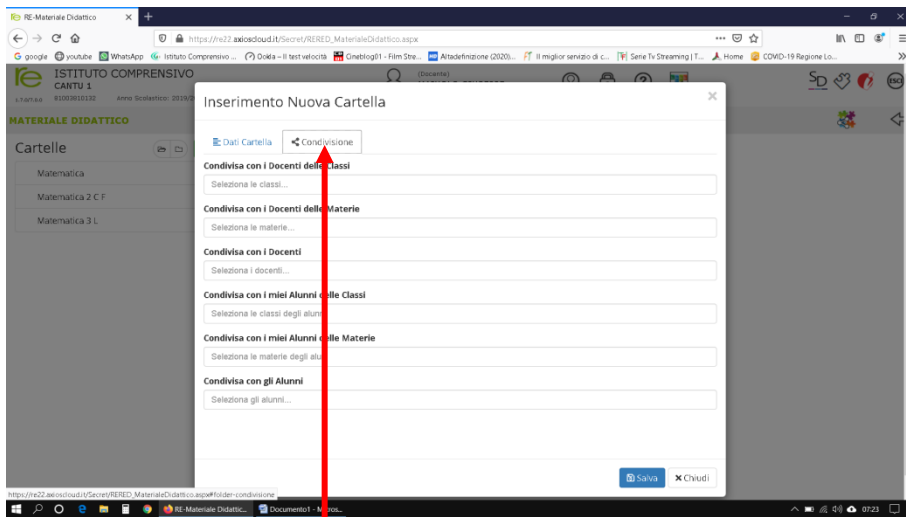 RE-Materiale Didattico
https://re22.axioscloud.it/Secret/RERED_MaterialeDidattico.aspx
google youtube WhatsApp Istituto Comprensivo ... Ookla – Il test velocità Cineblog01 - Film Stre... Altadefinizione (2020)... Il miglior servizio di c... Serie Tv Streaming | T... Home COVID-19 Regione Lo...
ISTITUTO COMPRENSIVO
CANTU 1
(Docente)
SD
81003810132 Anno Scolastico: 2019/2
MATERIALE DIDATTICO
Cartelle
Matematica
Matematica 2 C F
Matematica 3 L
Inserimento Nuova Cartella
Dati Cartella Condivisione
Condivisa con i Docenti delle Classi
Seleziona le classi...
Condivisa con i Docenti delle Materie
Seleziona le materie...
Condivisa con i Docenti
Seleziona i docenti...
Condivisa con i miei Alunni delle Classi
Seleziona le classi degli alunn
Condivisa con i miei Alunni delle Materie
Seleziona le materie degli alu
Condivisa con gli Alunni
Seleziona gli alunni...
Salva Chiudi
https://re22.axioscloud.it/Secret/RERED_MaterialeDidattico.aspx#folder-condivisione
RE-Materiale Didattic... Documento1 - Micros...
07:23